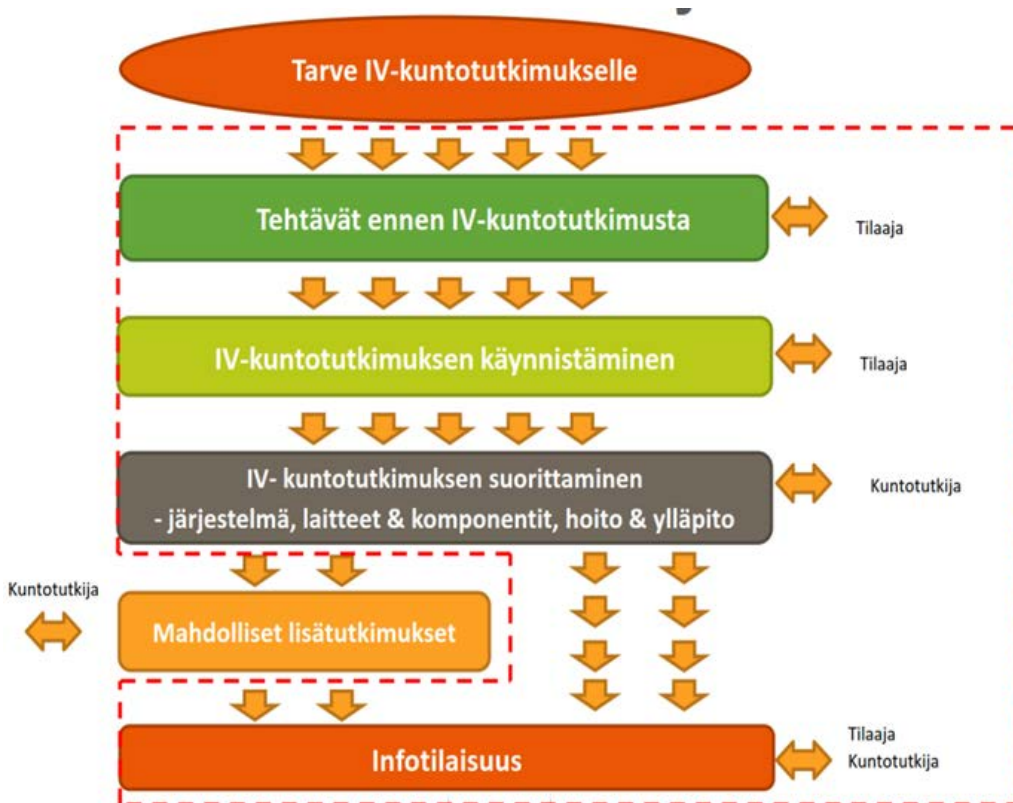 Tarve IV-kuntotutkimukselle
Tehtävät ennen IV-kuntotutkimusta
Tilaaja
IV-kuntotutkimuksen käynnistäminen
Tilaaja
IV- kuntotutkimuksen suorittaminen
- järjestelmä, laitteet & komponentit, hoito & ylläpito
Kuntotutkija
Kuntotutkija
Mahdolliset lisätutkimukset
Infotilaisuus
Tilaaja
Kuntotutkija